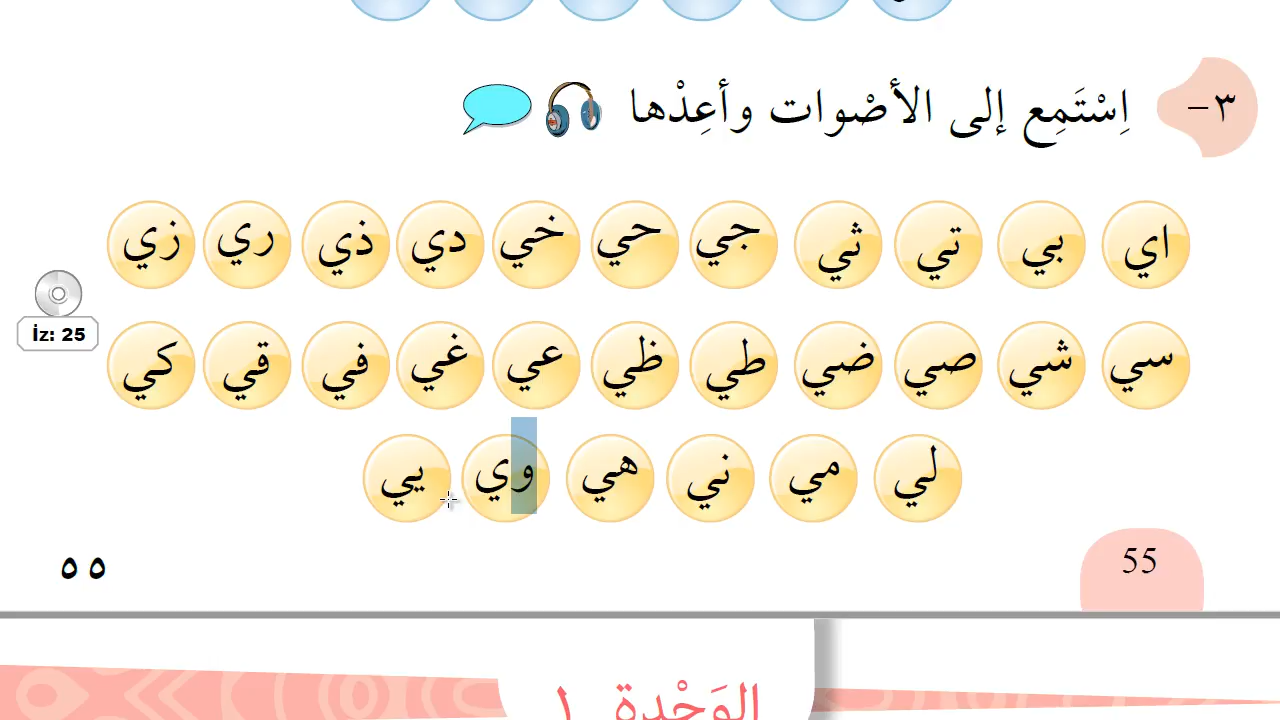 ٣- اِسْتَمِع إلى الأصْوات وأعِدْها
اي بي تي ثي جي حي خي دي ذي ري زي
İz: 25
سي شي صي ضي طي ظي عي غي في قي كي
لي مي ني هي وي يي
55
٥٥
الوَحْدة ١